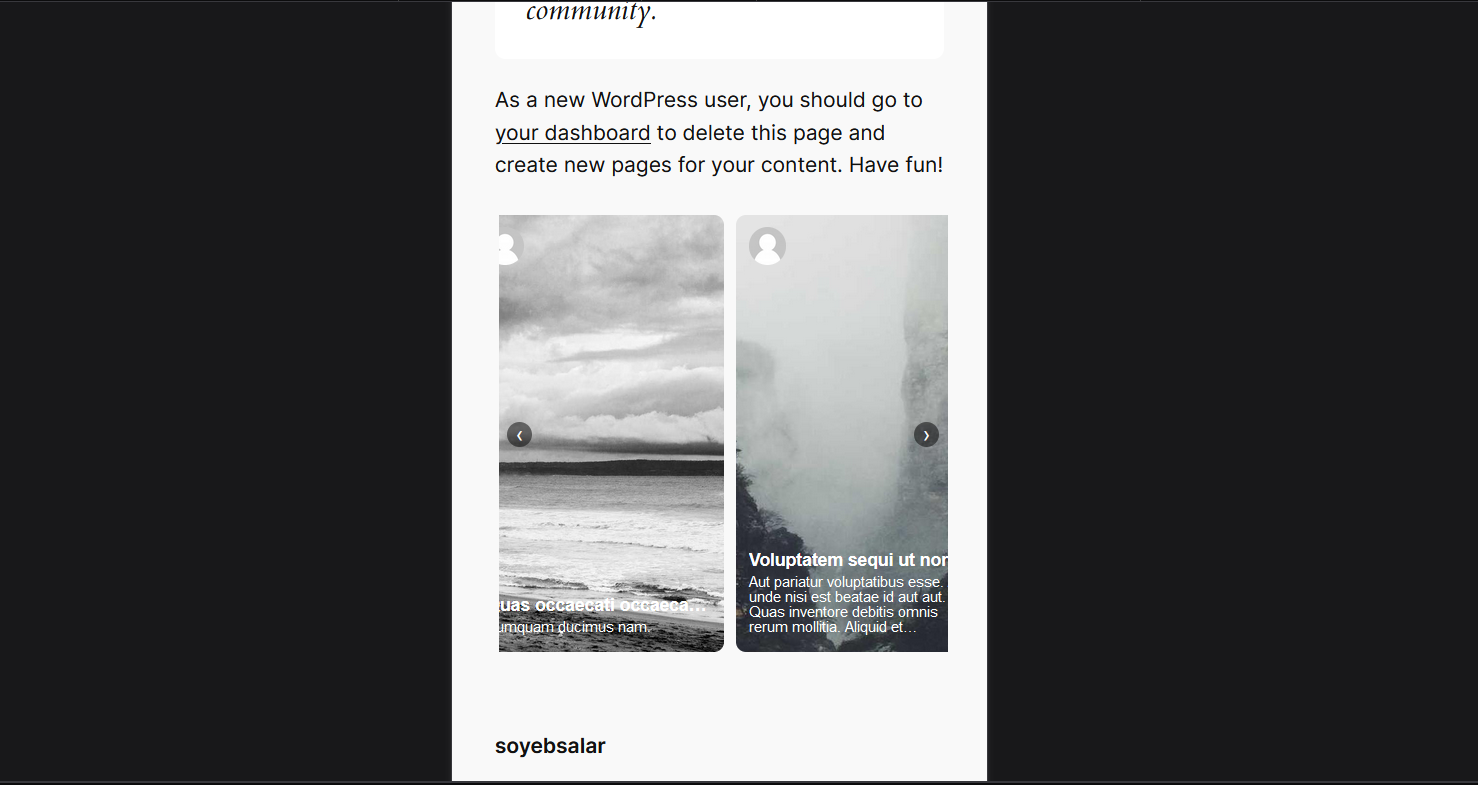 community.
As a new WordPress user, you should go to
your dashboard to delete this page and
create new pages for your content. Have fun!
uas occaecati occaeca...
umquam ducimus nam.
Voluptatem sequi ut nor
Aut pariatur voluptatibus esse.
unde nisi est beatae id aut aut.
Quas inventore debitis omnis
rerum mollitia. Aliquid et...
soyebsalar